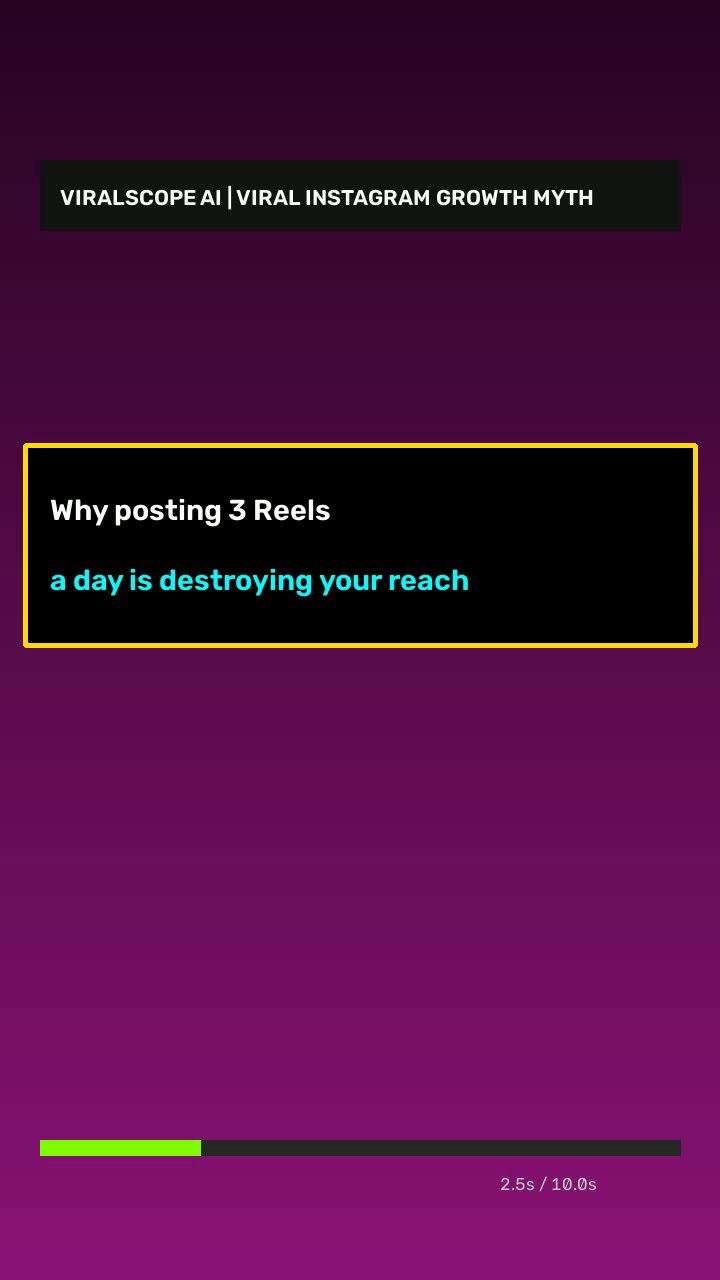 VIRALSCOPE AI | VIRAL INSTAGRAM GROWTH MYTH
Why posting 3 Reels
a day is destroying your reach
2.5s / 10.0s